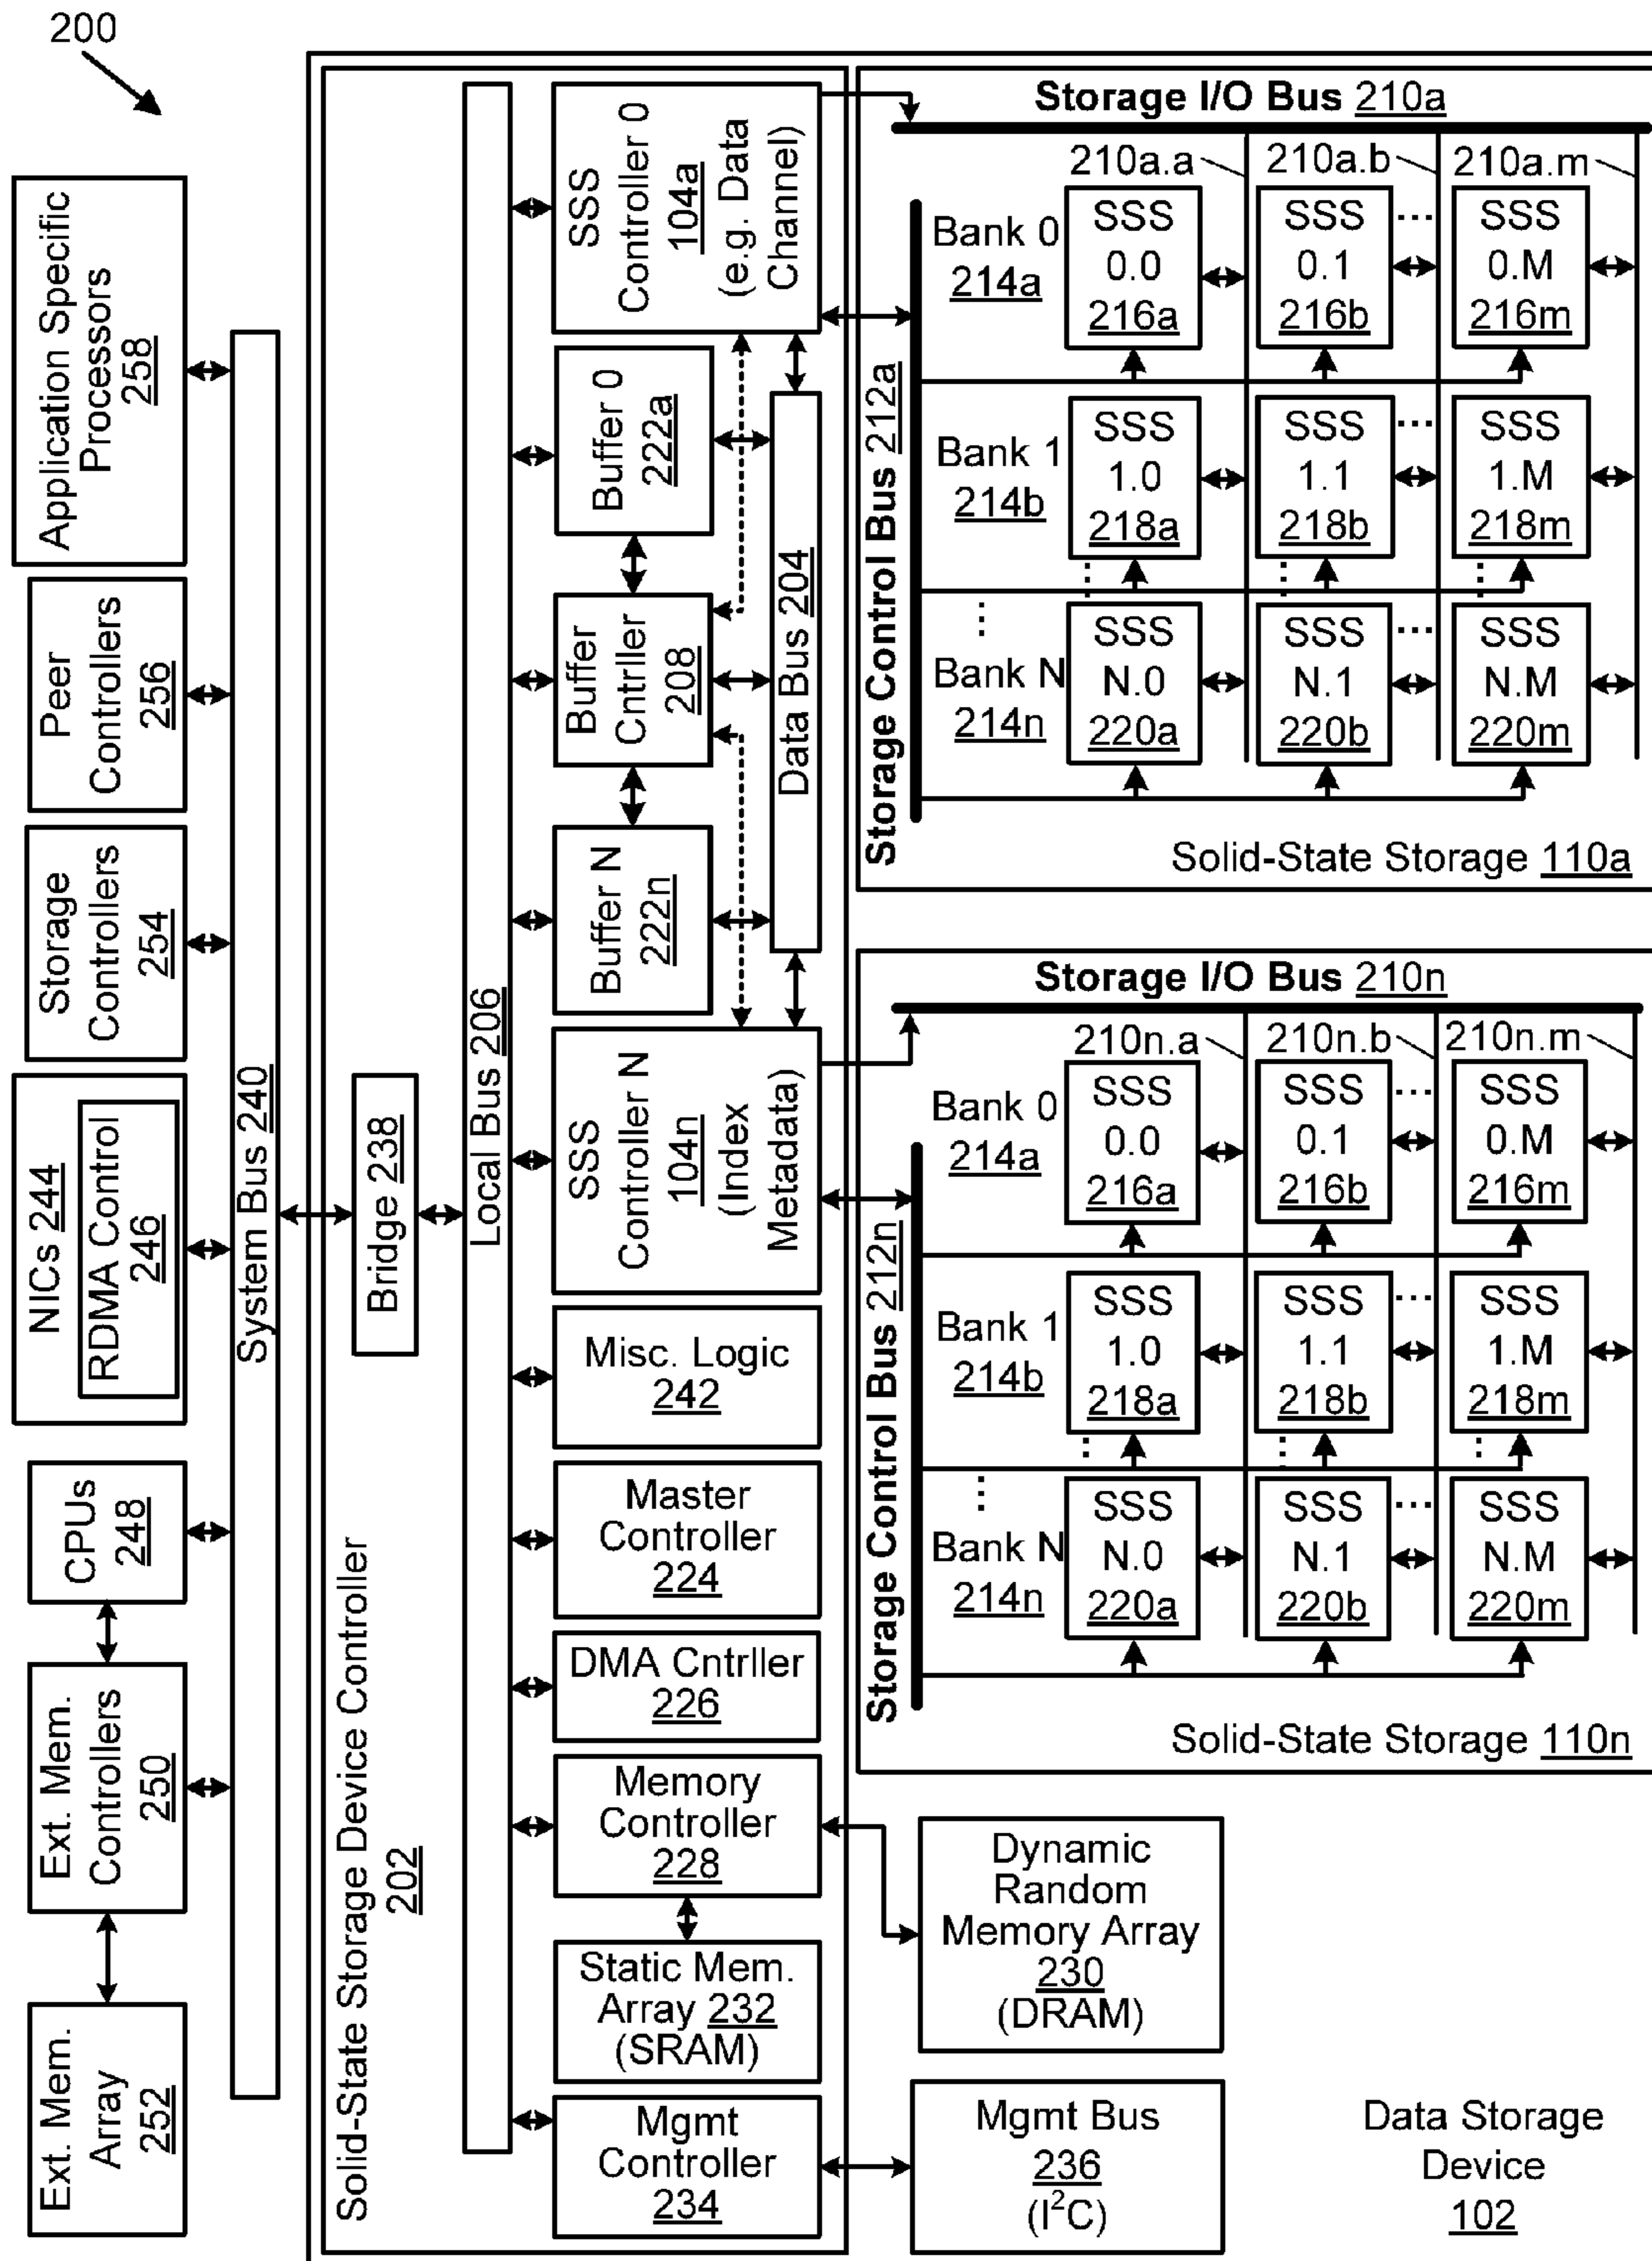 200
Application Specific
Processors
258
Peer
Controllers
256
Storage
Controllers
254
NICs 244
RDMA Control
246
CPUs
248
Ext. Mem.
Controllers
250
Ext. Mem.
Array
252
System Bus 240
Solid-State Storage Device Controller
202
Bridge 238
Local Bus 206
SSS
Controller 0
104a
(e.g. Data
Channel)
Buffer 0
222a
Buffer
Cntrller
208
Buffer N
222n
Data Bus 204
SSS
Controller N
104n
(Index
Metadata)
Misc. Logic
242
Master
Controller
224
DMA Cntrller
226
Memory
Controller
228
Static Mem.
Array 232
(SRAM)
Mgmt
Controller
234
Storage I/O Bus 210a
210a.a
210a.b
210a.m
Storage Control Bus 212a
Bank 0
214a
SSS
0.0
216a
SSS
0.1
216b
...
SSS
0.M
216m
Bank 1
214b
SSS
1.0
218a
SSS
1.1
218b
...
SSS
1.M
218m
Bank N
214n
SSS
N.0
220a
SSS
N.1
220b
...
SSS
N.M
220m
Solid-State Storage 110a
Storage I/O Bus 210n
210n.a
210n.b
210n.m
Storage Control Bus 212n
Bank 0
214a
SSS
0.0
216a
SSS
0.1
216b
...
SSS
0.M
216m
Bank 1
214b
SSS
1.0
218a
SSS
1.1
218b
...
SSS
1.M
218m
Bank N
214n
SSS
N.0
220a
SSS
N.1
220b
...
SSS
N.M
220m
Solid-State Storage 110n
Dynamic
Random
Memory Array
230
(DRAM)
Mgmt Bus
236
(I²C)
Data Storage
Device
102